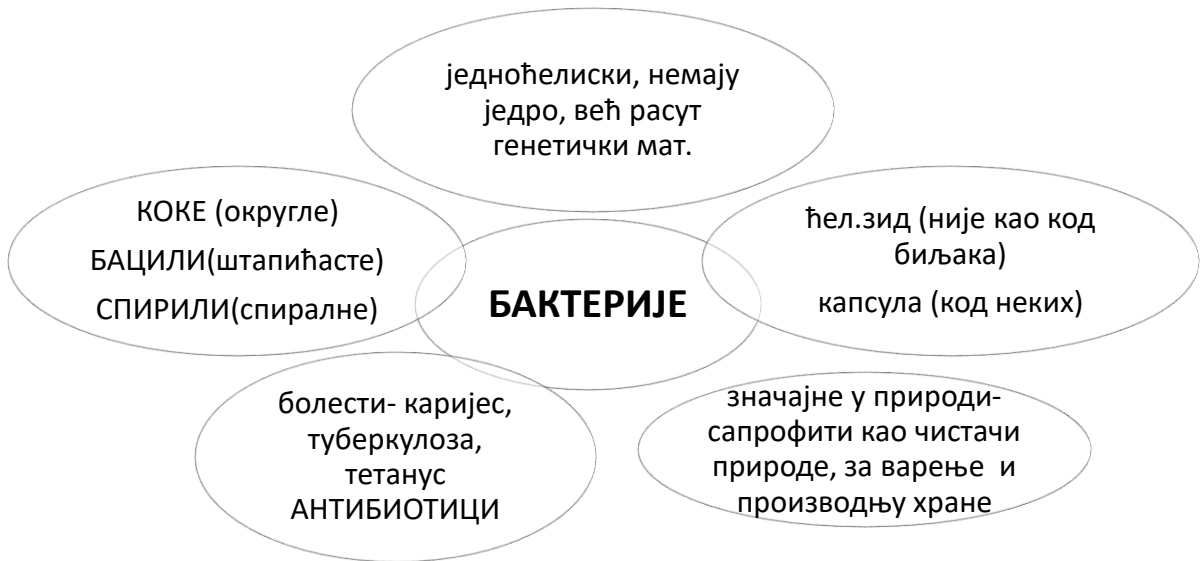 једноћелиски, немају
једро, већ расут
генетички мат.
КОКЕ (округле)
БАЦИЛИ(штапићасте)
СПИРИЛИ(спиралне)
ћел.зид (није као код
биљака)
капсула (код неких)
БАКТЕРИЈЕ
болести- каријес,
туберкулоза,
тетанус
АНТИБИОТИЦИ
значајне у природи-
сапрофити као чистачи
природе, за варење  и
производњу хране